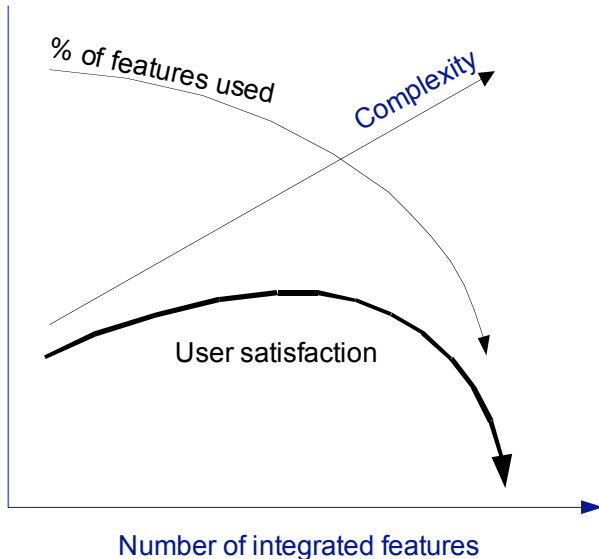 % of features used
Complexity
User satisfaction
Number of integrated features